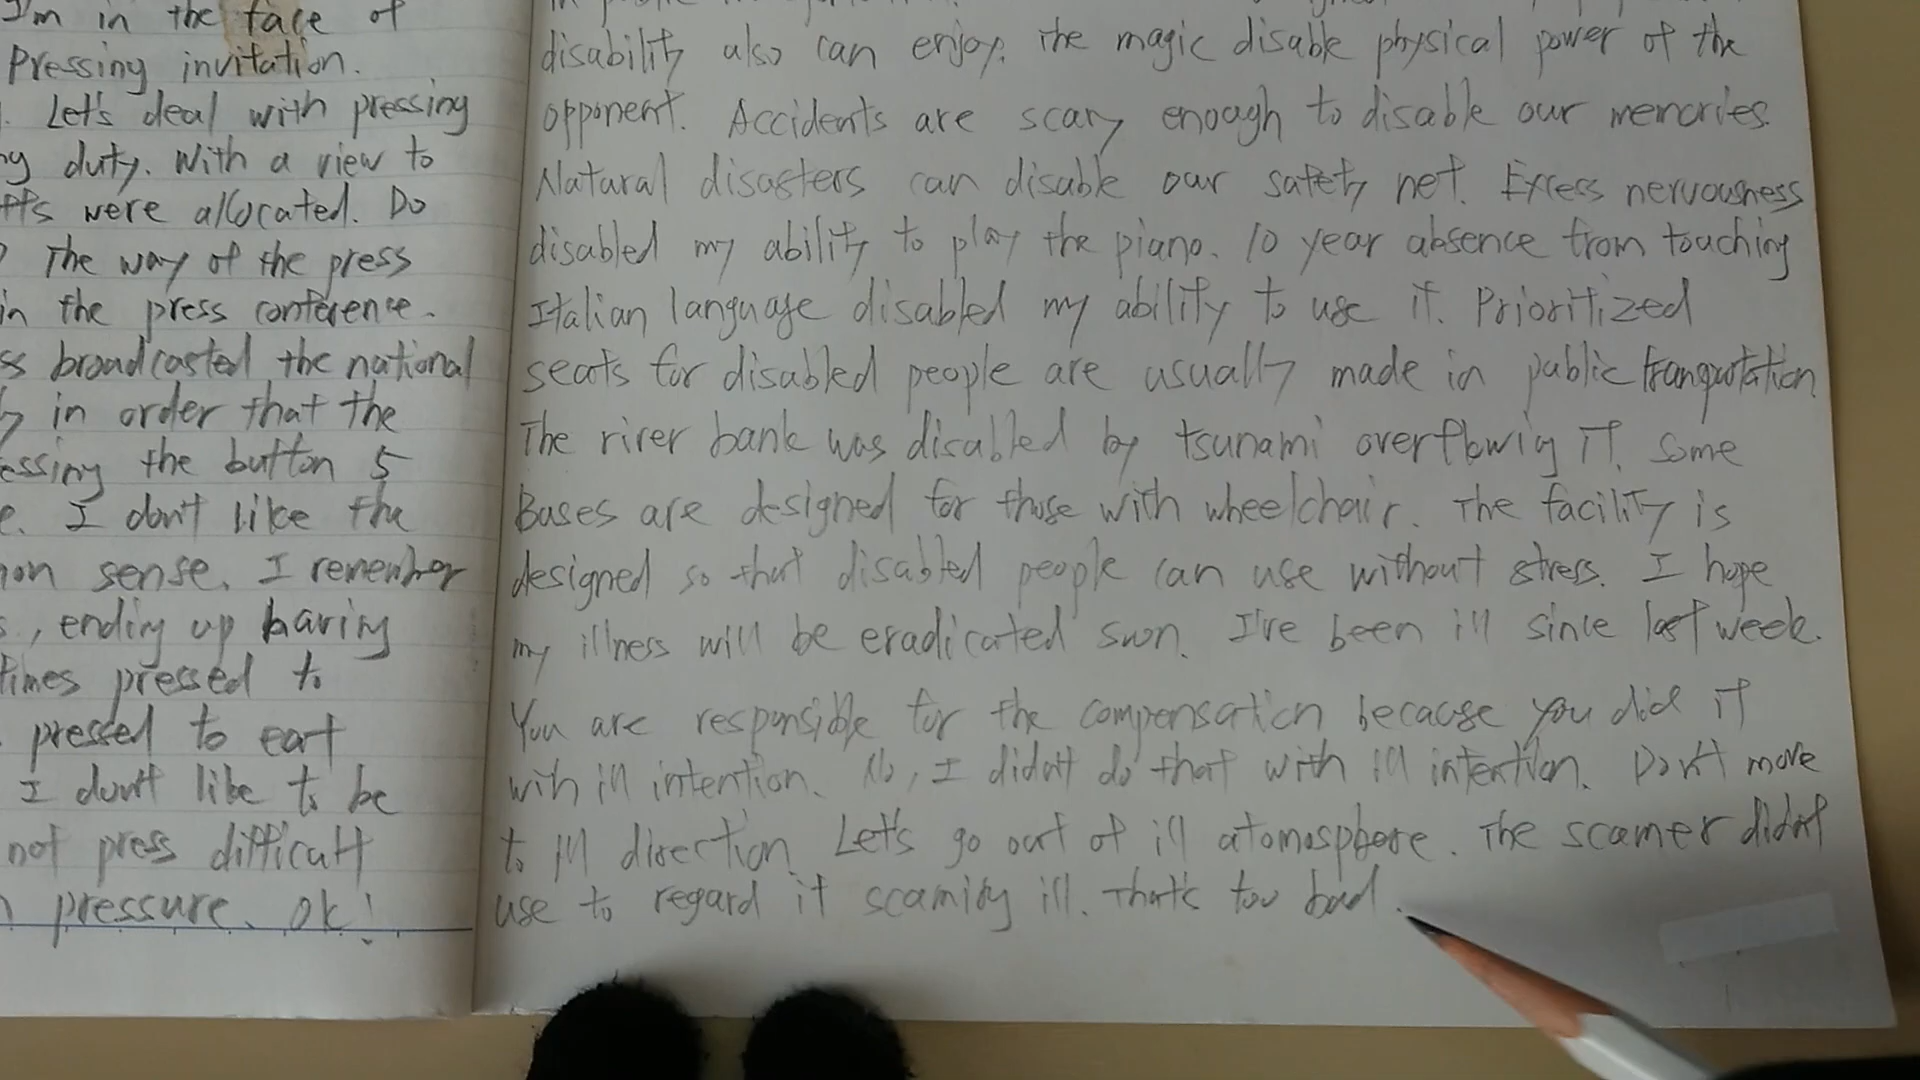 I'm in the face of
pressing invitation.
. Let's deal with pressing
duty. With a view to
were allocated. Do
? The way of the press
in the press conference.
ss broadcasted the national
in order that the
essing the button 5
e. I don't like the
sense. I remember
s, ending up having
times pressed to
. pressed to eat
I don't like to be
not press difficult
pressure. ok!
disability also can enjoy. The magic disable physical power of the
opponent. Accidents are scary enough to disable our memories.
Natural disasters can disable our safety net. Excess nervousness
disabled my ability to play the piano. 10 year absence from touching
Italian language disabled my ability to use it. Prioritized
seats for disabled people are usually made in public
The river bank was disabled by tsunami overflowig it. Some
Buses are designed for those with wheelchair. The facility is
designed so that disabled people can use without stress. I hope
my illness will be eradicated soon. I've been ill since last week.
You are responsible for the compensation because you did it
with ill intention. No, I didn't do that with ill intention. Don't move
to ill direction. Let's go out of ill atomosphere. The scamer didn't
use to regard it scamity ill. That's too bad.